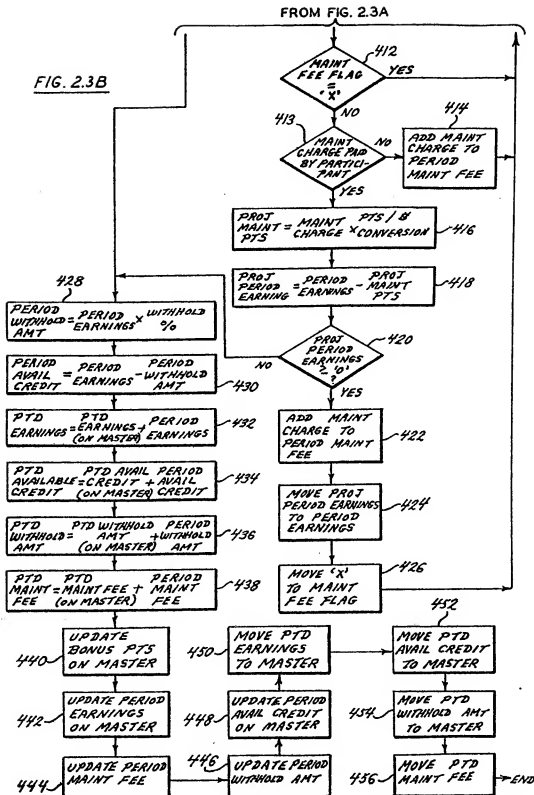 FROM FIG. 2.3A
FIG. 2.3B
412
MAINT
FEE FLAG
=
'X'
YES
NO
413
MAINT
CHARGE PAID
BY PARTICI-
PANT
NO
YES
414
ADD MAINT
CHARGE TO
PERIOD
MAINT FEE
PROJ
MAINT = MAINT CHARGE × PTS / $ CONVERSION
PTS
416
PROJ
PERIOD = PERIOD EARNINGS - PROJ MAINT PTS
EARNING
418
420
PROJ
PERIOD
EARNINGS
≥ '0'
?
NO
YES
ADD MAINT
CHARGE TO
PERIOD MAINT
FEE
422
MOVE PROJ
PERIOD EARNINGS
TO PERIOD
EARNINGS
424
MOVE 'X'
TO MAINT
FEE FLAG
426
428
PERIOD
WITHHOLD = PERIOD EARNINGS × WITHHOLD %
AMT
PERIOD
AVAIL = PERIOD EARNINGS - PERIOD WITHHOLD AMT
CREDIT
430
PTD
EARNINGS = PTD EARNINGS (ON MASTER) + PERIOD EARNINGS
432
PTD
AVAILABLE = PTD AVAIL CREDIT (ON MASTER) + PERIOD AVAIL CREDIT
CREDIT
434
PTD
WITHHOLD = PTD WITHHOLD AMT (ON MASTER) + PERIOD WITHHOLD AMT
AMT
436
PTD
MAINT = PTD MAINT FEE (ON MASTER) + PERIOD MAINT FEE
FEE
438
440
UPDATE
BONUS PTS
ON MASTER
442
UPDATE PERIOD
EARNINGS
ON MASTER
444
UPDATE PERIOD
MAINT FEE
446
UPDATE PERIOD
WITHHOLD AMT
448
UPDATE PERIOD
AVAIL CREDIT
ON MASTER
450
MOVE PTD
EARNINGS
TO MASTER
452
MOVE PTD
AVAIL CREDIT
TO MASTER
454
MOVE PTD
WITHHOLD AMT
TO MASTER
456
MOVE PTD
MAINT FEE
END